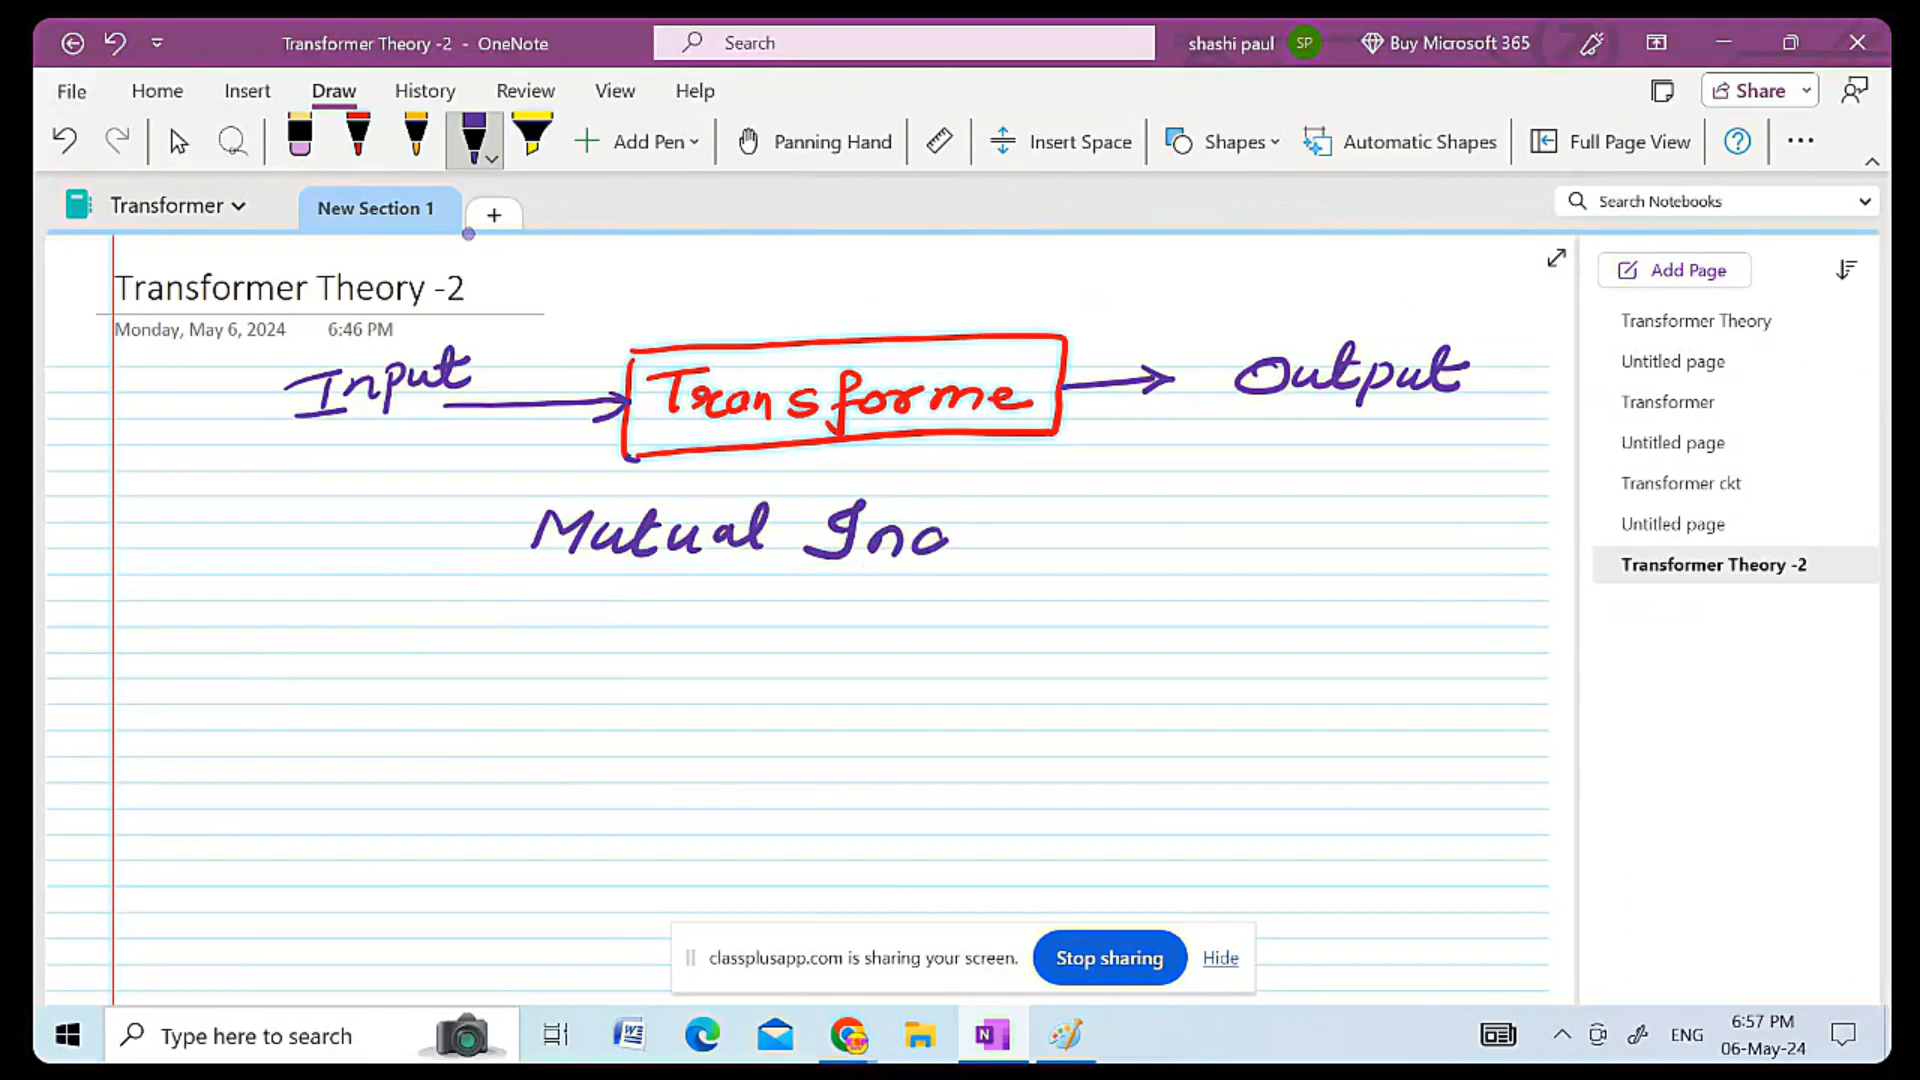 Transformer Theory -2 - OneNote
Search
shashi paul
SP
Buy Microsoft 365
File Home Insert Draw History Review View Help
Share
Add Pen
Panning Hand
Insert Space
Shapes
Automatic Shapes
Full Page View
Transformer
New Section 1
+
Search Notebooks
Transformer Theory -2
Monday, May 6, 2024 6:46 PM
Input Transforme Output
Mutual Inc
Add Page
Transformer Theory
Untitled page
Transformer
Untitled page
Transformer ckt
Untitled page
Transformer Theory -2
classplusapp.com is sharing your screen.
Stop sharing
Hide
Type here to search
ENG
6:57 PM
06-May-24